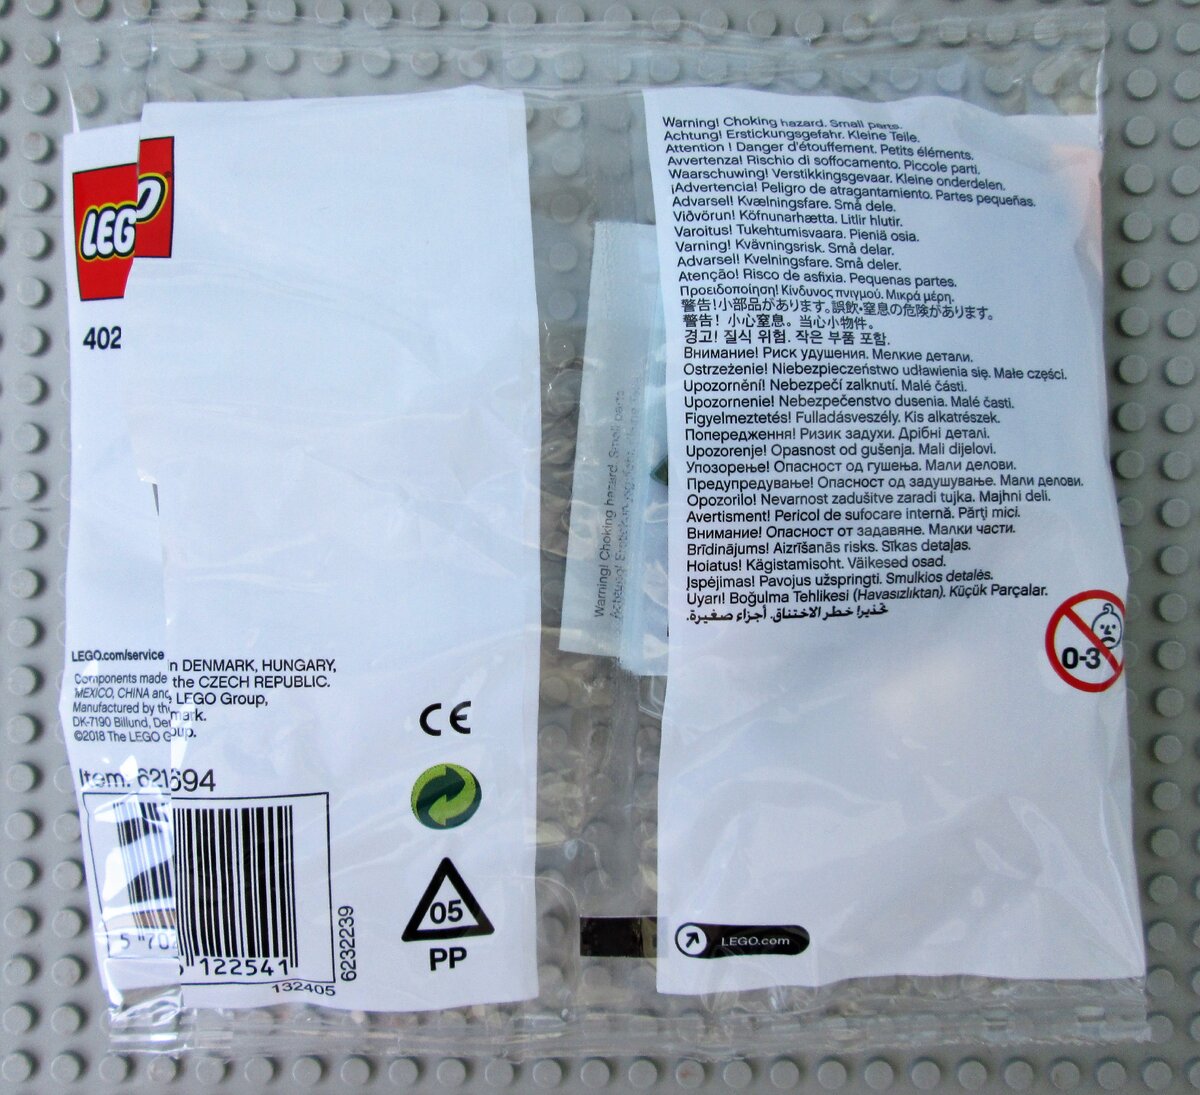 LEGO
402
LEGO.com/service
Components made in DENMARK, HUNGARY,
MEXICO, CHINA and the CZECH REPUBLIC.
Manufactured by the LEGO Group,
DK-7190 Billund, Denmark.
©2018 The LEGO Group.
Item:
5 702
122541
132405
6232239
CE
05
PP
Warning! Choking hazard. Small parts.
Warning! Choking hazard. Small parts.
Achtung! Erstickungsgefahr. Kleine Teile.
Attention ! Danger d'étouffement. Petits éléments.
Avvertenza! Rischio di soffocamento. Piccole parti.
Waarschuwing! Verstikkingsgevaar. Kleine onderdelen.
¡Advertencia! Peligro de atragantamiento. Partes pequeñas.
Advarsel! Kvælningsfare. Små dele.
Viðvörun! Köfnunarhætta. Litlir hlutir.
Varoitus! Tukehtumisvaara. Pieniä osia.
Varning! Kvävningsrisk. Små delar.
Advarsel! Kvelningsfare. Små deler.
Atenção! Risco de asfixia. Pequenas partes.
Προειδοποίηση! Κίνδυνος πνιγμού. Μικρά μέρη.
警告!小部品があります。誤飲・窒息の危険があります。
警告！小心窒息。当心小物件。
경고! 질식 위험. 작은 부품 포함.
Внимание! Риск удушения. Мелкие детали.
Ostrzeżenie! Niebezpieczeństwo udławienia się. Małe części.
Upozornění! Nebezpečí zalknutí. Malé části.
Upozornenie! Nebezpečenstvo dusenia. Malé časti.
Figyelmeztetés! Fulladásveszély. Kis alkatrészek.
Попередження! Ризик задухи. Дрібні деталі.
Upozorenje! Opasnost od gušenja. Mali dijelovi.
Упозорење! Опасност од гушења. Мали делови.
Предупредување! Опасност од задушување. Мали делови.
Opozorilo! Nevarnost zadušitve zaradi tujka. Majhni deli.
Avertisment! Pericol de sufocare internă. Părţi mici.
Внимание! Опасност от задавяне. Малки части.
Brīdinājums! Aizrīšanās risks. Sīkas detaļas.
Hoiatus! Kägistamisoht. Väikesed osad.
Įspėjimas! Pavojus užspringti. Smulkios detalės.
Uyarı! Boğulma Tehlikesi (Havasızlıktan). Küçük Parçalar.
تحذير! خطر الاختناق. أجزاء صغيرة.
0-3
LEGO.com